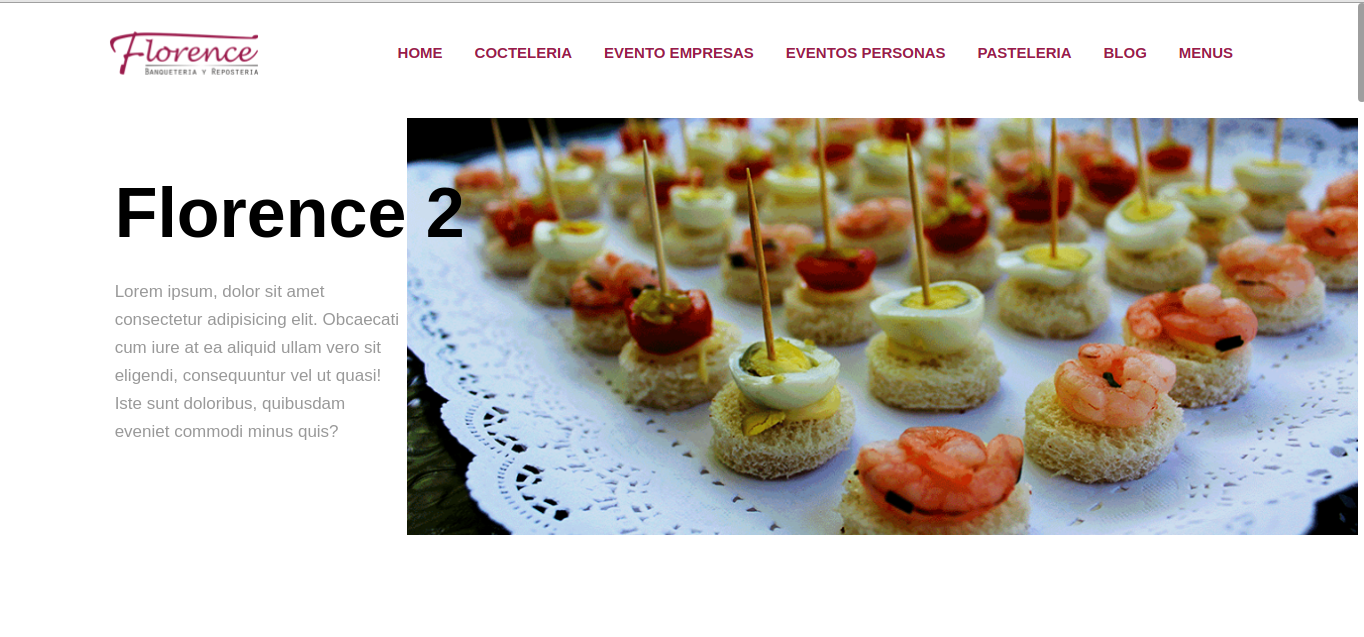 Florence
Banqueteria y Reposteria
HOME COCTELERIA EVENTO EMPRESAS EVENTOS PERSONAS PASTELERIA BLOG MENUS
Florence 2
Lorem ipsum, dolor sit amet
consectetur adipisicing elit. Obcaecati
cum iure at ea aliquid ullam vero sit
eligendi, consequuntur vel ut quasi!
Iste sunt doloribus, quibusdam
eveniet commodi minus quis?